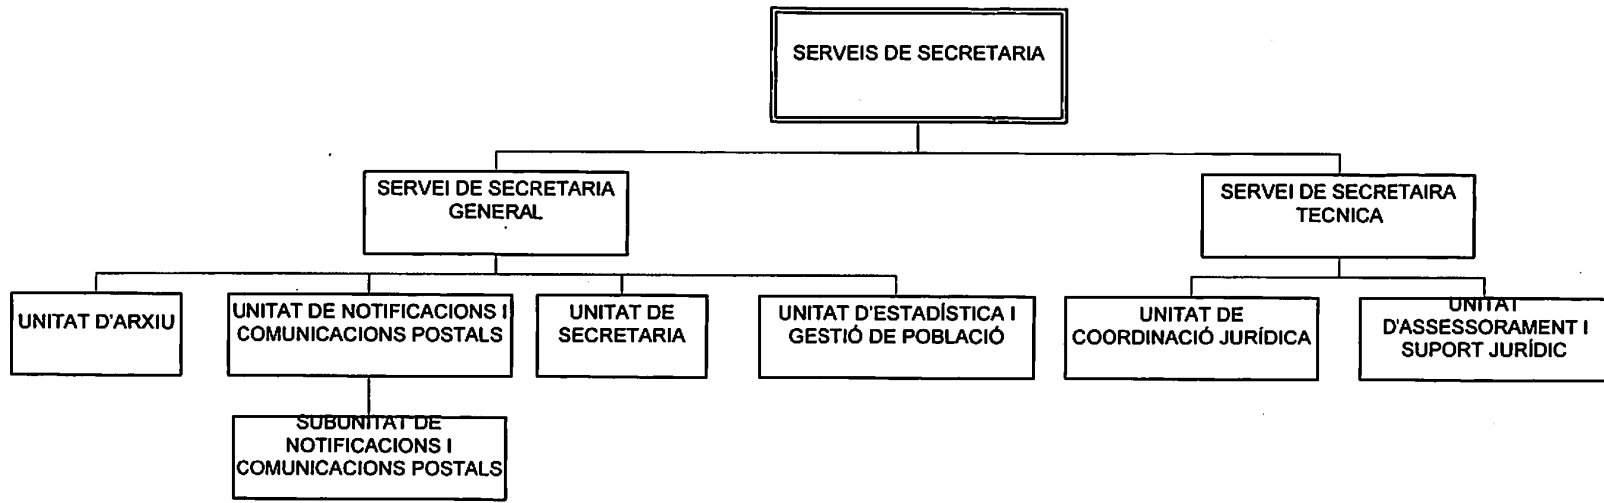 SERVEIS DE SECRETARIA
SERVEI DE SECRETARIA
GENERAL
SERVEI DE SECRETAIRA
TECNICA
UNITAT D'ARXIU
UNITAT DE NOTIFICACIONS I
COMUNICACIONS POSTALS
UNITAT DE
SECRETARIA
UNITAT D'ESTADÍSTICA I
GESTIÓ DE POBLACIÓ
UNITAT DE
COORDINACIÓ JURÍDICA
UNITAT
D'ASSESSORAMENT I
SUPORT JURÍDIC
SUBUNITAT DE
NOTIFICACIONS I
COMUNICACIONS POSTALS